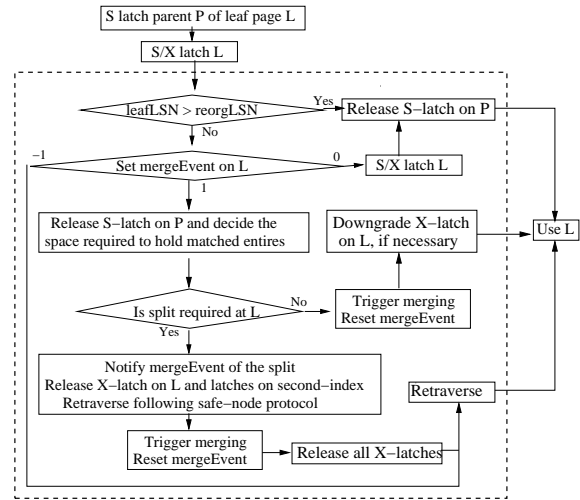 S latch parent P of leaf page L
S/X latch L
leafLSN > reorgLSN
Yes
Release S−latch on P
No
−1
Set mergeEvent on L
0
S/X latch L
1
Release S−latch on P and decide the
space required to hold matched entires
Downgrade X−latch
on L, if necessary
Use L
Is split required at L
No
Trigger merging
Reset mergeEvent
Yes
Notify mergeEvent of the split
Release X−latch on L and latches on second−index
Retraverse following safe−node protocol
Retraverse
Trigger merging
Reset mergeEvent
Release all X−latches